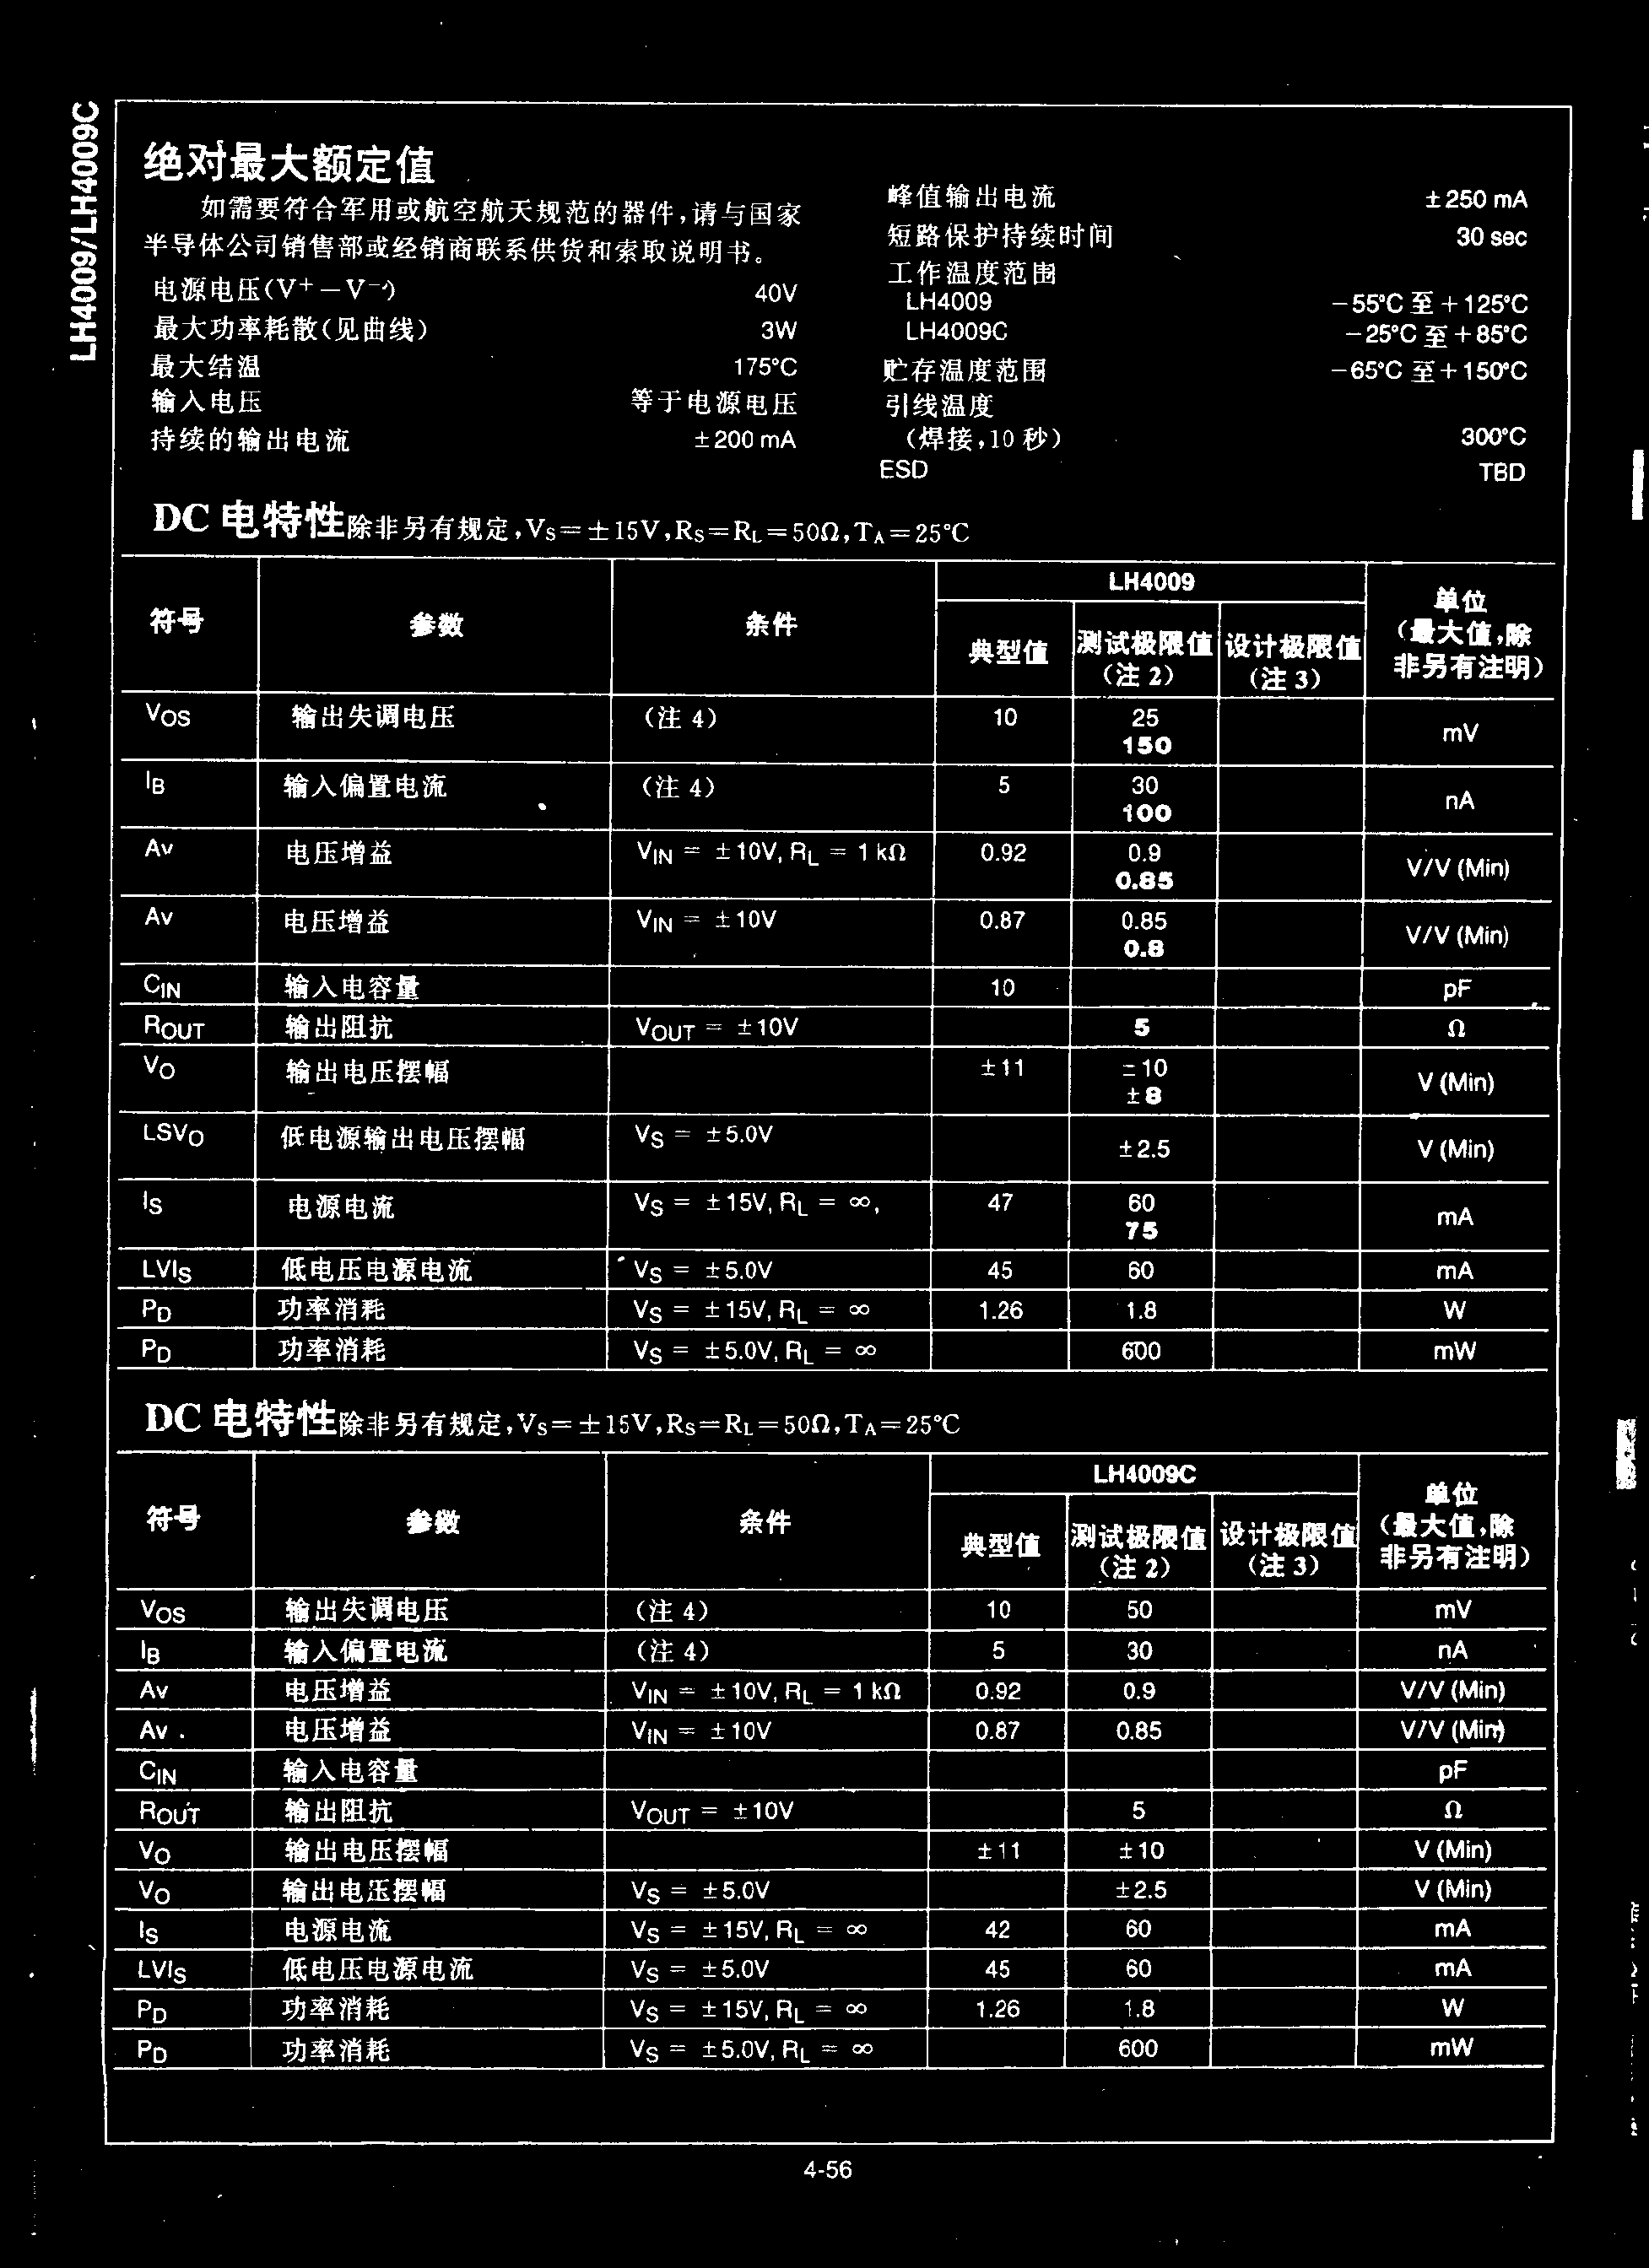 LH4009/LH4009C
绝对最大额定值
如需要符合军用或航空航天规范的器件,请与国家
半导体公司销售部或经销商联系供货和索取说明书。
电源电压(V⁺－V⁻) 40V
最大功率耗散(见曲线) 3W
最大结温 175℃
输入电压 等于电源电压
持续的输出电流 ±200 mA
峰值输出电流 ±250 mA
短路保护持续时间 30 sec
工作温度范围
LH4009 −55℃ 至 +125℃
LH4009C −25℃ 至 +85℃
贮存温度范围 −65℃ 至 +150℃
引线温度
(焊接,10 秒) 300℃
ESD TBD
DC 电特性除非另有规定,VS=±15V,RS=RL=50Ω,TA=25℃
符号 参数 条件 LH4009 单位
(最大值,除
非另有注明)
典型值 测试极限值 设计极限值
(注 2) (注 3)
VOS 输出失调电压 (注 4) 10 25 mV
150
IB 输入偏置电流 (注 4) 5 30 nA
100
AV 电压增益 VIN = ±10V, RL = 1 kΩ 0.92 0.9 V/V (Min)
0.85
AV 电压增益 VIN = ±10V 0.87 0.85 V/V (Min)
0.8
CIN 输入电容量 10 pF
ROUT 输出阻抗 VOUT = ±10V 5 Ω
VO 输出电压摆幅 ±11 ±10 V (Min)
±8
LSVO 低电源输出电压摆幅 VS = ±5.0V ±2.5 V (Min)
IS 电源电流 VS = ±15V, RL = ∞, 47 60 mA
75
LVIS 低电压电源电流 VS = ±5.0V 45 60 mA
PD 功率消耗 VS = ±15V, RL = ∞ 1.26 1.8 W
PD 功率消耗 VS = ±5.0V, RL = ∞ 600 mW
DC 电特性除非另有规定,VS=±15V,RS=RL=50Ω,TA=25℃
符号 参数 条件 LH4009C 单位
(最大值,除
非另有注明)
典型值 测试极限值 设计极限值
(注 2) (注 3)
VOS 输出失调电压 (注 4) 10 50 mV
IB 输入偏置电流 (注 4) 5 30 nA
AV 电压增益 VIN = ±10V, RL = 1 kΩ 0.92 0.9 V/V (Min)
AV 电压增益 VIN = ±10V 0.87 0.85 V/V (Min)
CIN 输入电容量 pF
ROUT 输出阻抗 VOUT = ±10V 5 Ω
VO 输出电压摆幅 ±11 ±10 V (Min)
VO 输出电压摆幅 VS = ±5.0V ±2.5 V (Min)
IS 电源电流 VS = ±15V, RL = ∞ 42 60 mA
LVIS 低电压电源电流 VS = ±5.0V 45 60 mA
PD 功率消耗 VS = ±15V, RL = ∞ 1.26 1.8 W
PD 功率消耗 VS = ±5.0V, RL = ∞ 600 mW
4-56